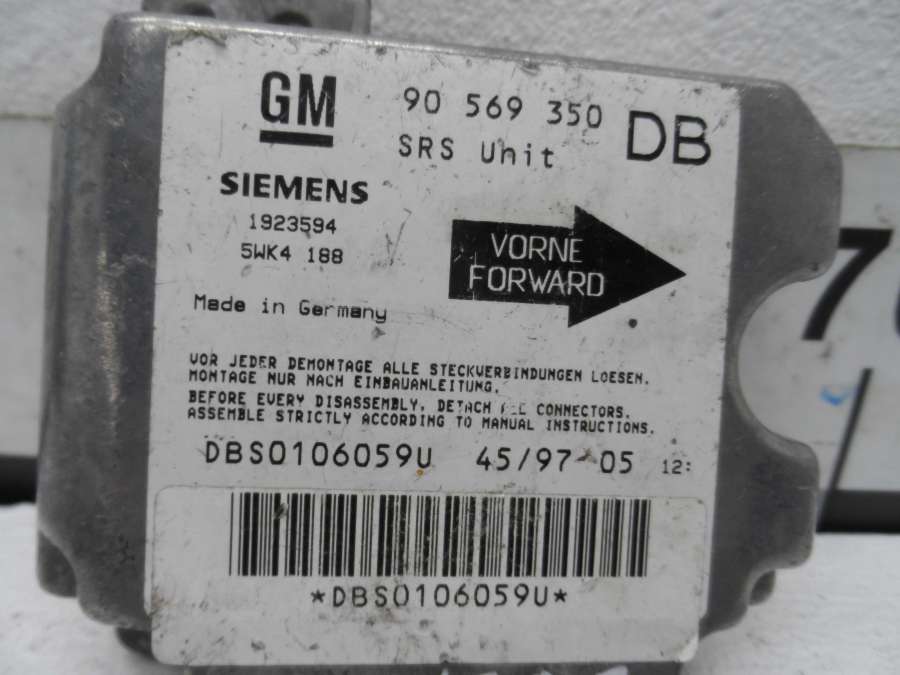 GM
90 569 350 DB
SRS Unit
SIEMENS
1923594
5WK4 188
VORNE
FORWARD
Made in Germany
VOR JEDER DEMONTAGE ALLE STECKVERBINDUNGEN LOESEN.
MONTAGE NUR NACH EINBAUANLEITUNG.
BEFORE EVERY DISASSEMBLY, DETACH CONNECTORS.
ASSEMBLE STRICTLY ACCORDING TO MANUAL INSTRUCTIONS.
DBS0106059U 45/97-05 12:
*DBS0106059U*
7